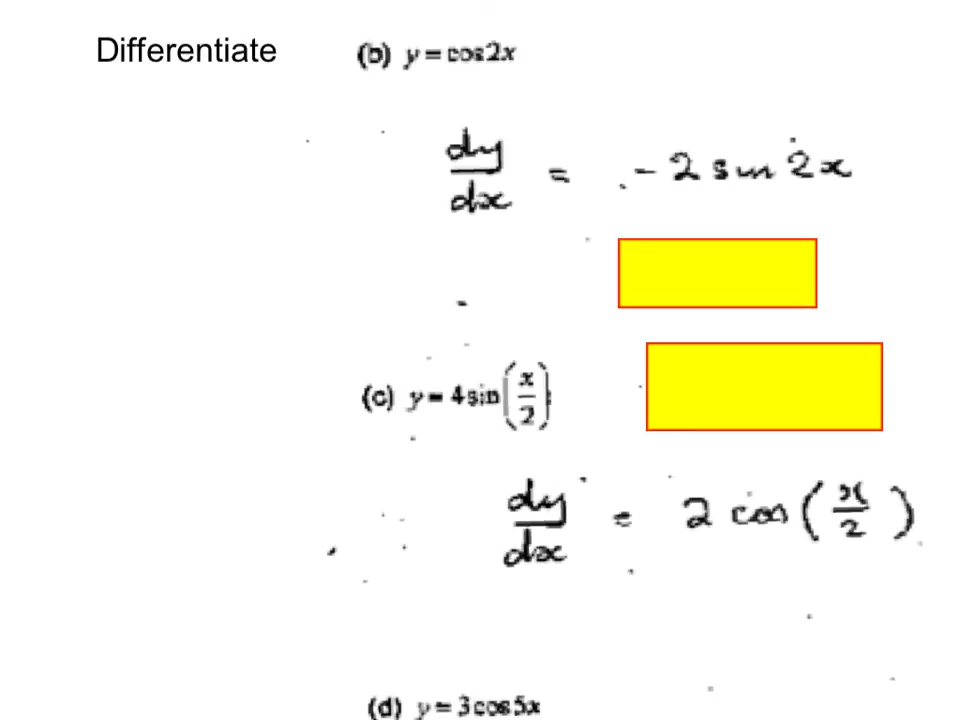 Differentiate (b) y = cos2x
dy/dx = -2 sin 2x
(c) y = 4sin(x/2)
dy/dx = 2 cos(x/2)
(d) y = 3cos5x